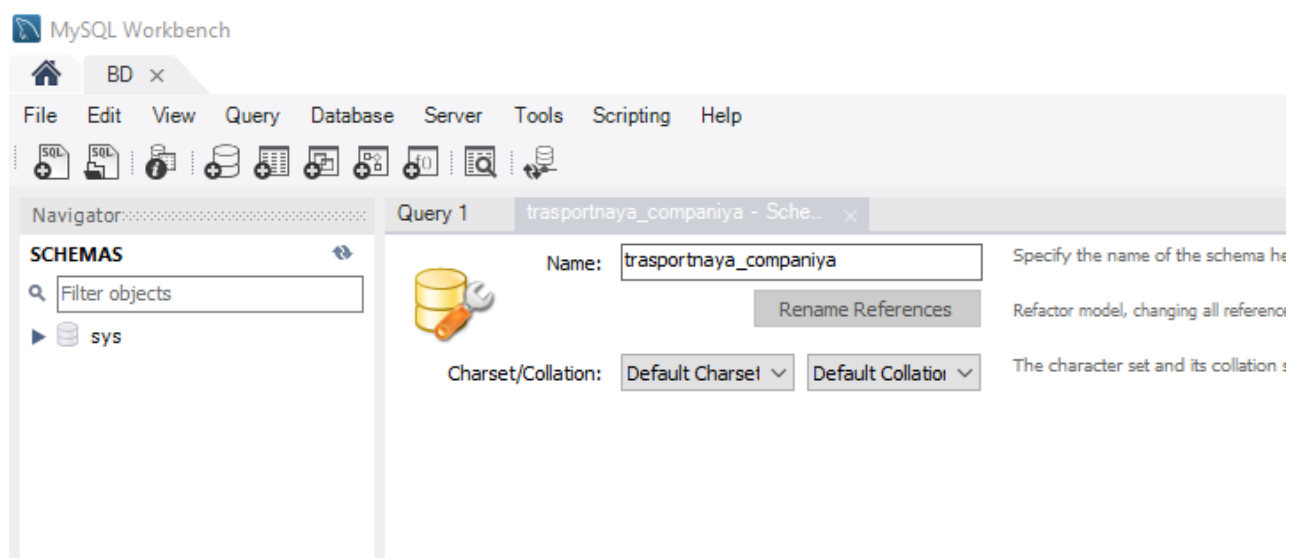 MySQL Workbench
BD ×
File Edit View Query Database Server Tools Scripting Help
SQL SQL
Navigator
Query 1 trasportnaya_companiya - Sche... ×
SCHEMAS
Filter objects
sys
Name: trasportnaya_companiya
Specify the name of the schema he
Rename References
Refactor model, changing all reference
Charset/Collation: Default Charset Default Collation
The character set and its collation s